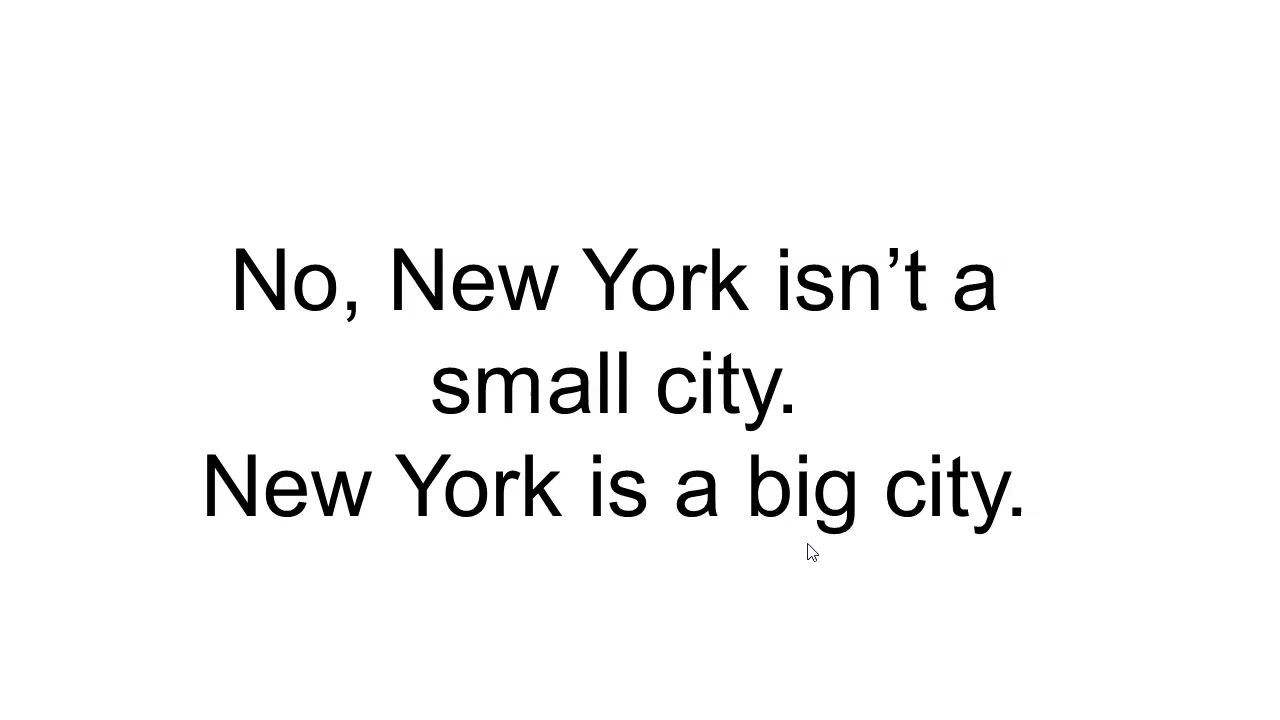 No, New York isn’t a
small city.
New York is a big city.